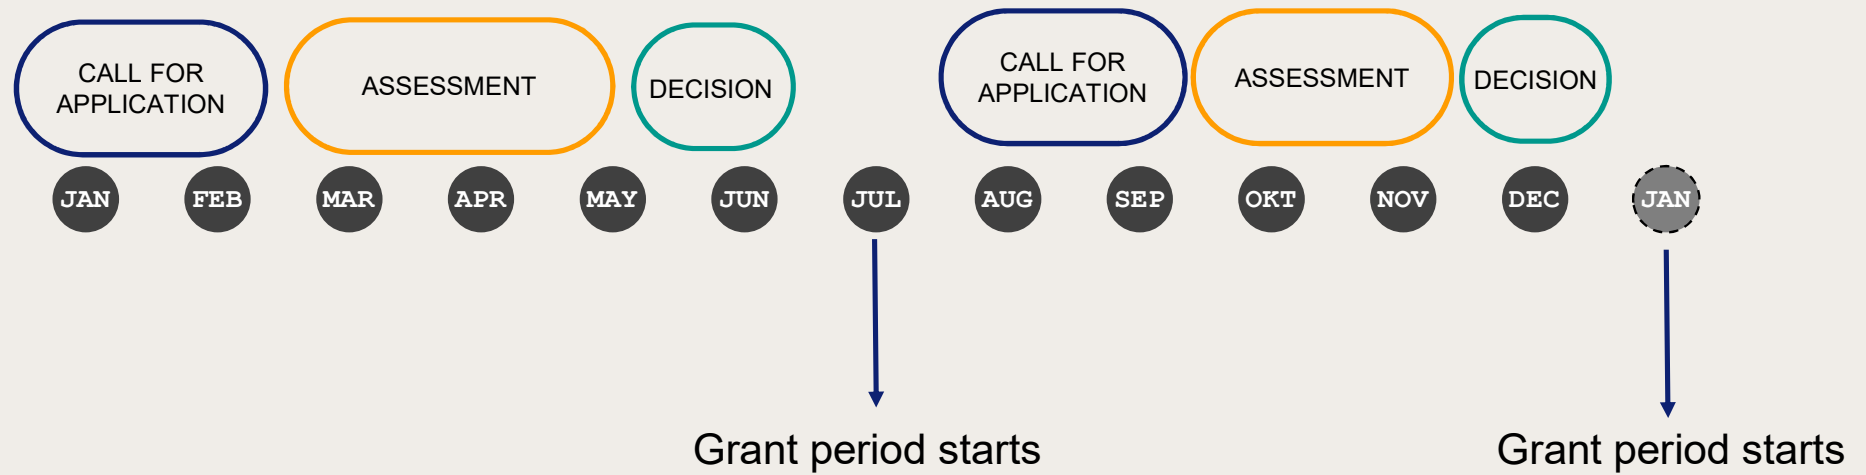 CALL FOR
APPLICATION
ASSESSMENT
DECISION
CALL FOR
APPLICATION
ASSESSMENT
DECISION
JAN FEB MAR APR MAY JUN JUL AUG SEP OKT NOV DEC JAN
Grant period starts
Grant period starts